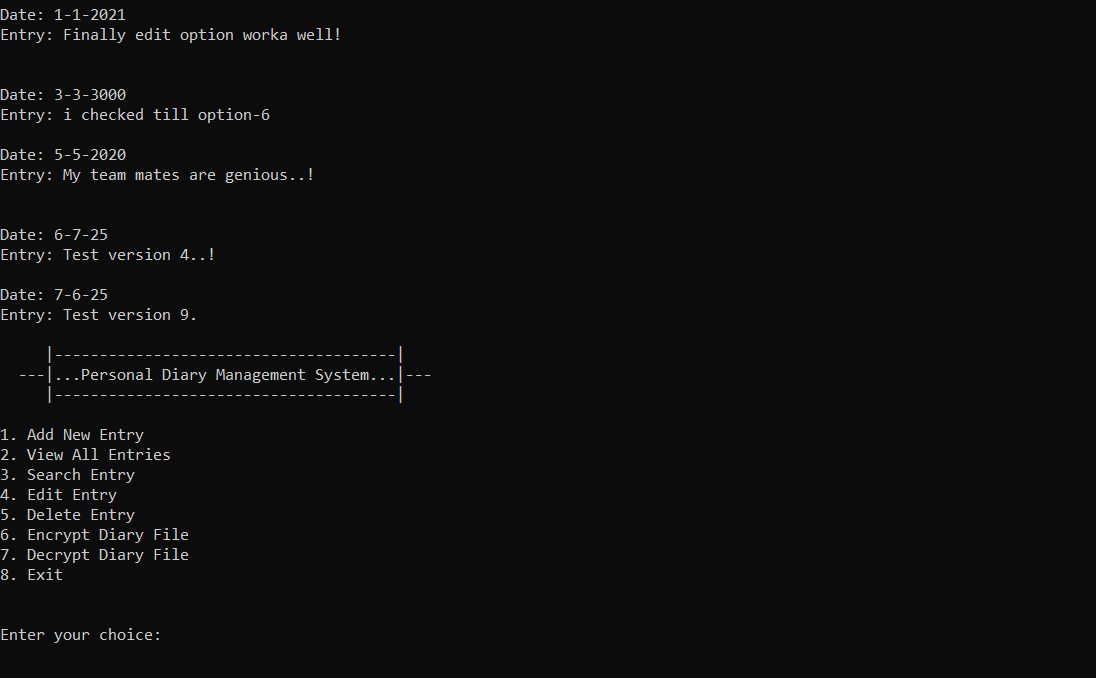 Date: 1-1-2021
Entry: Finally edit option worka well!
Date: 3-3-3000
Entry: i checked till option-6
Date: 5-5-2020
Entry: My team mates are genious..!
Date: 6-7-25
Entry: Test version 4..!
Date: 7-6-25
Entry: Test version 9.
|--------------------------------------|
---|...Personal Diary Management System...|---
|--------------------------------------|
1. Add New Entry
2. View All Entries
3. Search Entry
4. Edit Entry
5. Delete Entry
6. Encrypt Diary File
7. Decrypt Diary File
8. Exit
Enter your choice: